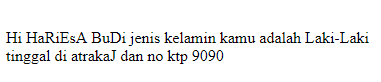 Hi HaRiEsA BuDi jenis kelamin kamu adalah Laki-Laki
tinggal di atrakaJ dan no ktp 9090